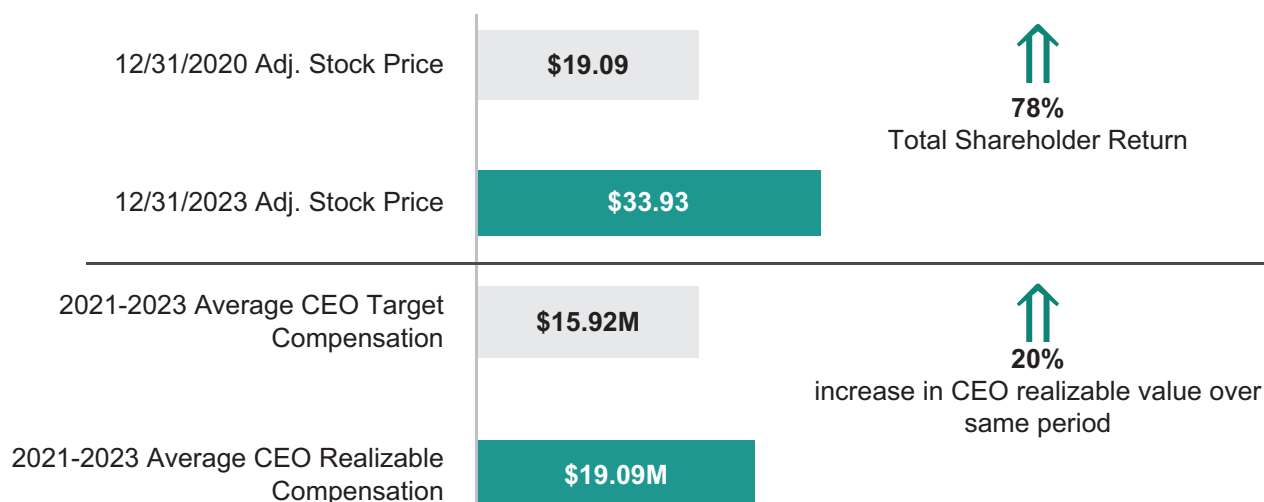 12/31/2020 Adj. Stock Price
$19.09
78%
Total Shareholder Return
12/31/2023 Adj. Stock Price
$33.93
2021-2023 Average CEO Target
Compensation
$15.92M
20%
increase in CEO realizable value over
same period
2021-2023 Average CEO Realizable
Compensation
$19.09M